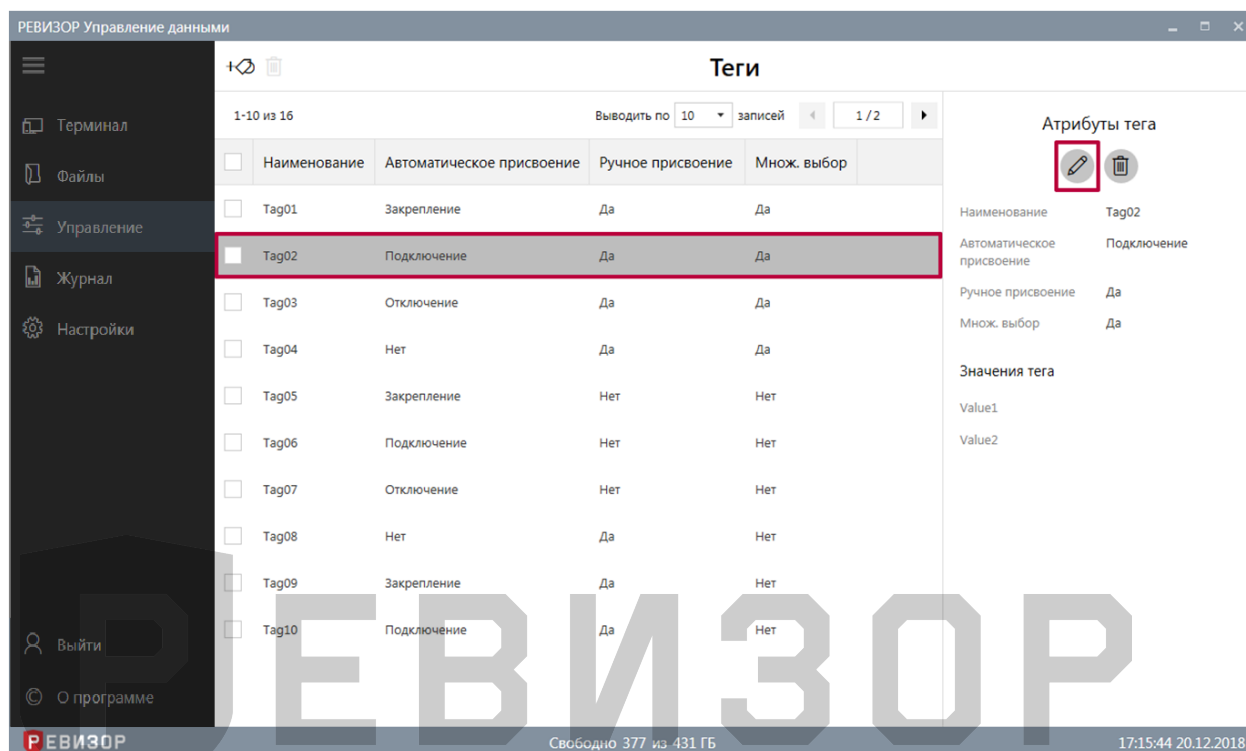 РЕВИЗОР Управление данными
Теги
Терминал
Файлы
Управление
Журнал
Настройки
Выйти
О программе
1-10 из 16 Выводить по 10 записей 1 / 2
Наименование Автоматическое присвоение Ручное присвоение Множ. выбор
Tag01 Закрепление Да Да
Tag02 Подключение Да Да
Tag03 Отключение Да Да
Tag04 Нет Да Да
Tag05 Закрепление Нет Нет
Tag06 Подключение Нет Нет
Tag07 Отключение Нет Нет
Tag08 Нет Да Нет
Tag09 Закрепление Да Нет
Tag10 Подключение Да Нет
Атрибуты тега
Наименование Tag02
Автоматическое Подключение
присвоение
Ручное присвоение Да
Множ. выбор Да
Значения тега
Value1
Value2
РЕВИЗОР
РЕВИЗОР Свободно 377 из 431 ГБ 17:15:44 20.12.2018